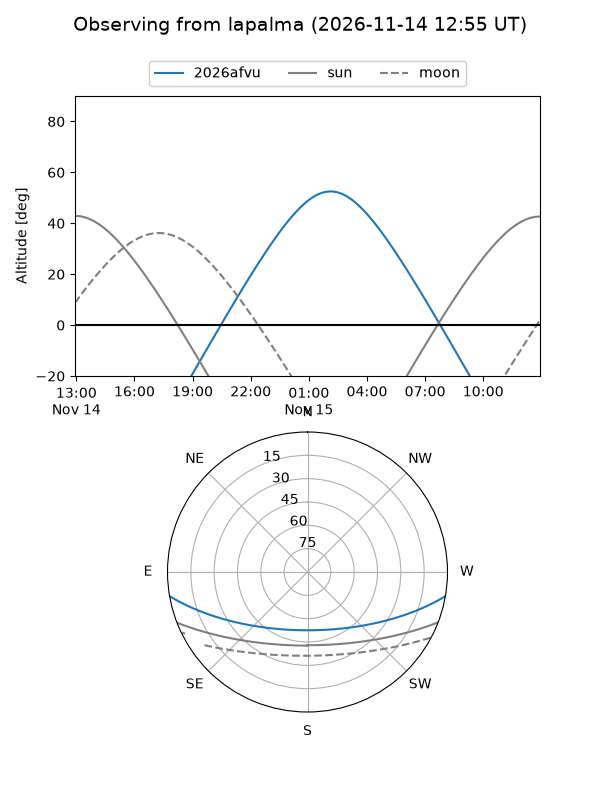 Observing from lapalma (2026-11-14 12:55 UT)
2026afvu sun moon
Altitude [deg]
80
60
40
20
0
−20
13:00 16:00 19:00 22:00 01:00 04:00 07:00 10:00
Nov 14 Nov 15
N
NE NW
15
30
45
60
75
E W
SE SW
S